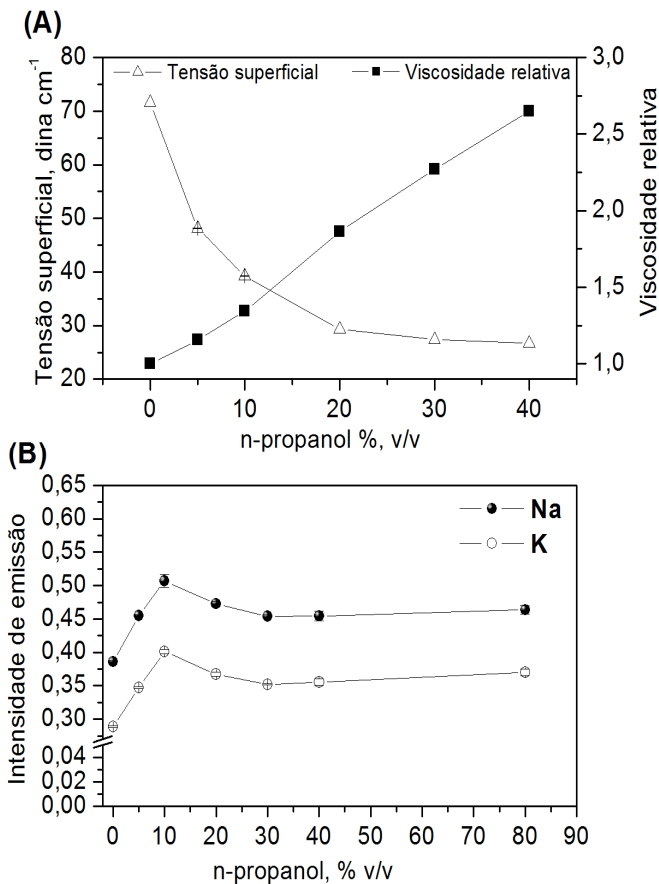 (A)
Tensão superficial
Viscosidade relativa
Tensão superficial, dina cm⁻¹
80
70
60
50
40
30
20
3,0
2,5
2,0
1,5
1,0
Viscosidade relativa
0 10 20 30 40
n-propanol %, v/v
(B)
Intensidade de emissão
0,65
0,60
0,55
0,50
0,45
0,40
0,35
0,30
0,04
0,02
0,00
Na
K
0 10 20 30 40 50 60 70 80 90
n-propanol, % v/v